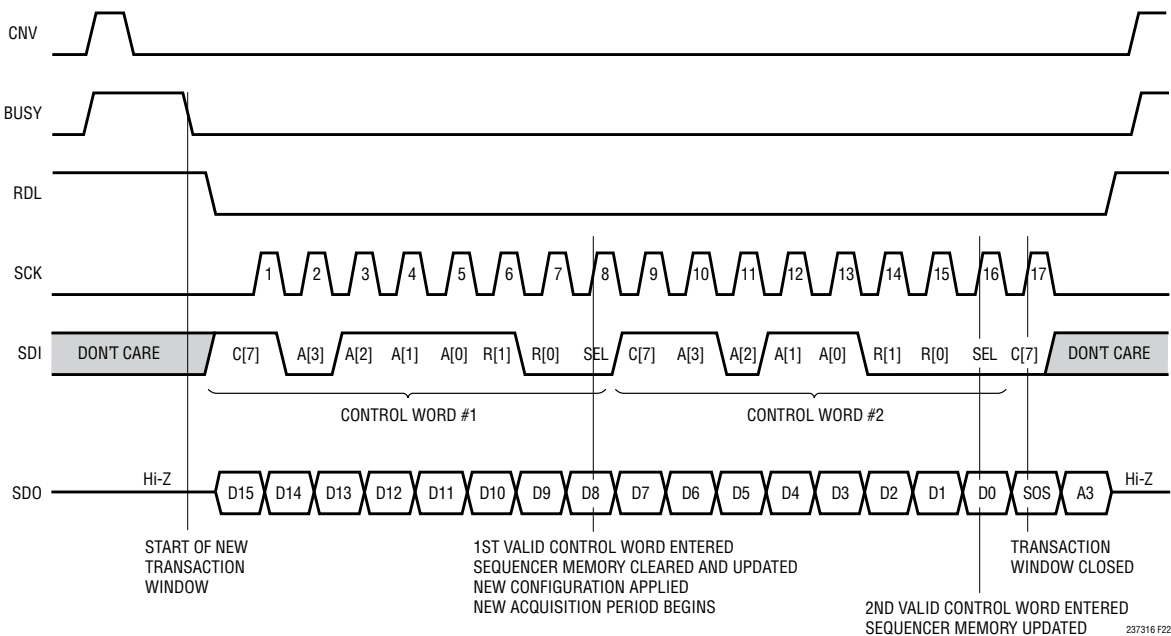 CNV
BUSY
RDL
SCK 1 2 3 4 5 6 7 8 9 10 11 12 13 14 15 16 17
SDI DON'T CARE C[7] A[3] A[2] A[1] A[0] R[1] R[0] SEL C[7] A[3] A[2] A[1] A[0] R[1] R[0] SEL C[7] DON'T CARE
CONTROL WORD #1 CONTROL WORD #2
SDO Hi-Z D15 D14 D13 D12 D11 D10 D9 D8 D7 D6 D5 D4 D3 D2 D1 D0 SOS A3 Hi-Z
START OF NEW
TRANSACTION
WINDOW
1ST VALID CONTROL WORD ENTERED
SEQUENCER MEMORY CLEARED AND UPDATED
NEW CONFIGURATION APPLIED
NEW ACQUISITION PERIOD BEGINS
TRANSACTION
WINDOW CLOSED
2ND VALID CONTROL WORD ENTERED
SEQUENCER MEMORY UPDATED
237316 F22